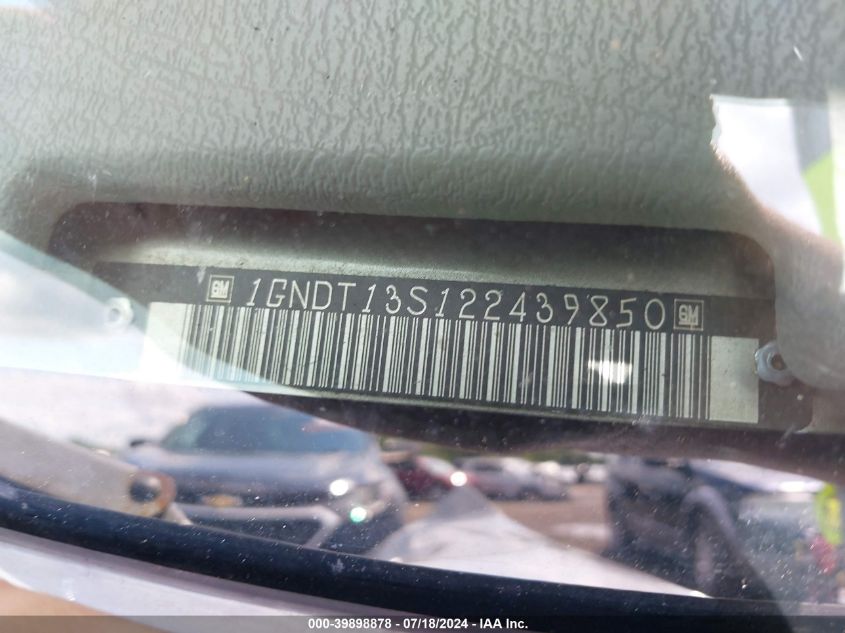 GM 1GNDT13S122439850 GM
000-39898878 - 07/18/2024 - IAA Inc.